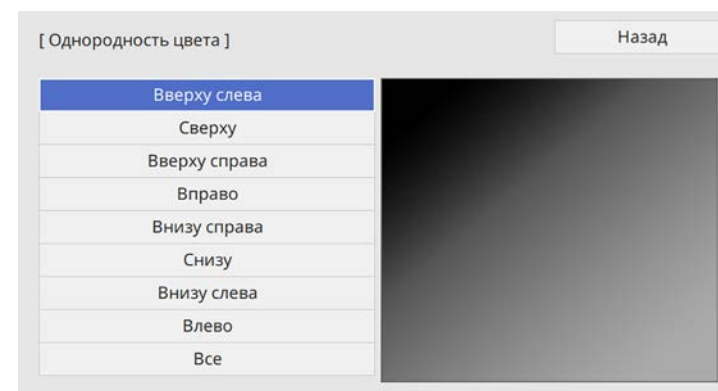 [ Однородность цвета ]
Назад
Вверху слева
Сверху
Вверху справа
Вправо
Внизу справа
Снизу
Внизу слева
Влево
Все